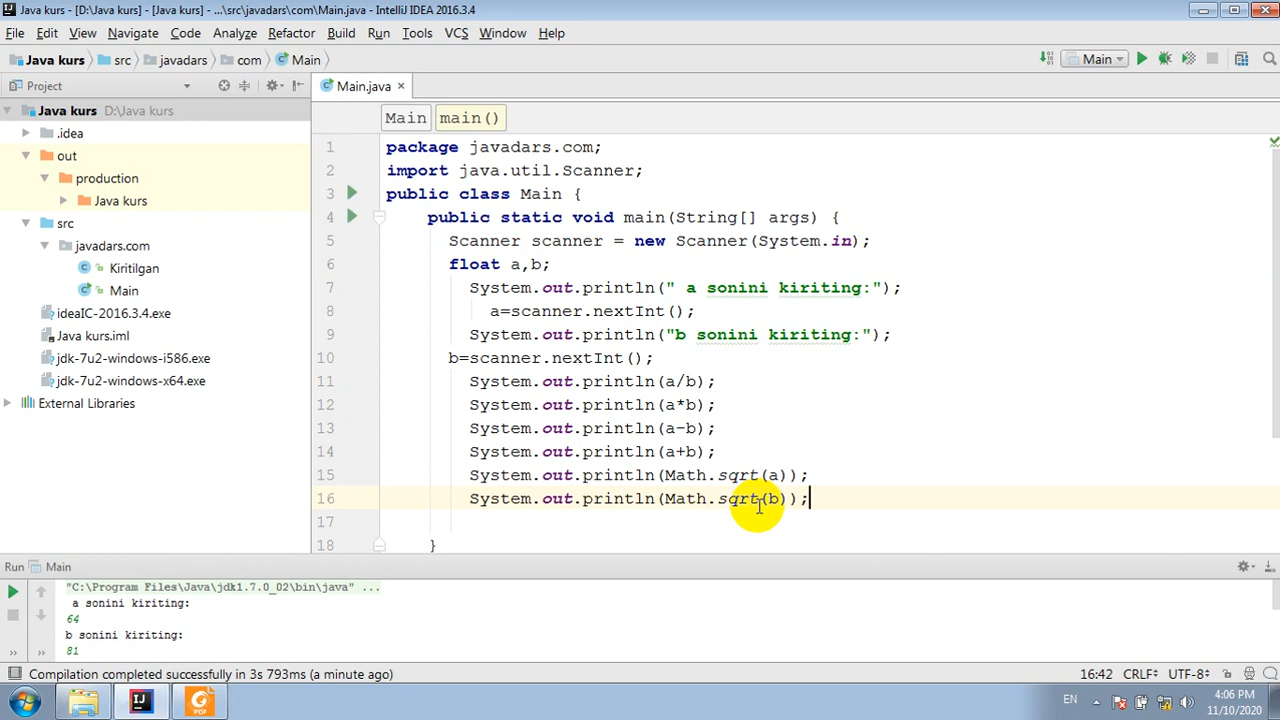 Java kurs - [D:\Java kurs] - [Java kurs] - ...\src\javadars\com\Main.java - IntelliJ IDEA 2016.3.4
File Edit View Navigate Code Analyze Refactor Build Run Tools VCS Window Help
Java kurs src javadars com Main Main
Project Main.java
Java kurs D:\Java kurs
.idea
out
production
Java kurs
src
javadars.com
Kiritilgan
Main
ideaIC-2016.3.4.exe
Java kurs.iml
jdk-7u2-windows-i586.exe
jdk-7u2-windows-x64.exe
External Libraries
Main main()
1 package javadars.com;
2 import java.util.Scanner;
3 public class Main {
4 public static void main(String[] args) {
5 Scanner scanner = new Scanner(System.in);
6 float a,b;
7 System.out.println(" a sonini kiriting:");
8 a=scanner.nextInt();
9 System.out.println("b sonini kiriting:");
10 b=scanner.nextInt();
11 System.out.println(a/b);
12 System.out.println(a*b);
13 System.out.println(a-b);
14 System.out.println(a+b);
15 System.out.println(Math.sqrt(a));
16 System.out.println(Math.sqrt(b));
17
18 }
Run Main
"C:\Program Files\Java\jdk1.7.0_02\bin\java" ...
a sonini kiriting:
64
b sonini kiriting:
81
Compilation completed successfully in 3s 793ms (a minute ago) 16:42 CRLF UTF-8
PDF
EN 4:06 PM
11/10/2020